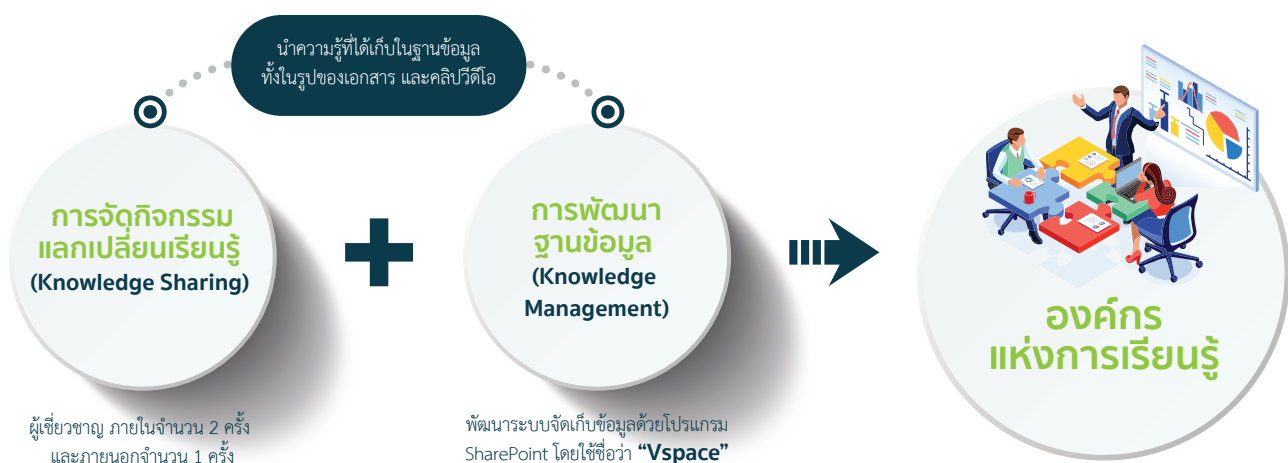 นำความรู้ที่ได้เก็บในฐานข้อมูล
ทั้งในรูปของเอกสาร และคลิปวีดีโอ
การจัดกิจกรรม
แลกเปลี่ยนเรียนรู้
(Knowledge Sharing)
ผู้เชี่ยวชาญ ภายในจำนวน 2 ครั้ง
และภายนอกจำนวน 1 ครั้ง
การพัฒนา
ฐานข้อมูล
(Knowledge
Management)
พัฒนาระบบจัดเก็บข้อมูลด้วยโปรแกรม
SharePoint โดยใช้ชื่อว่า “Vspace”
องค์กร
แห่งการเรียนรู้